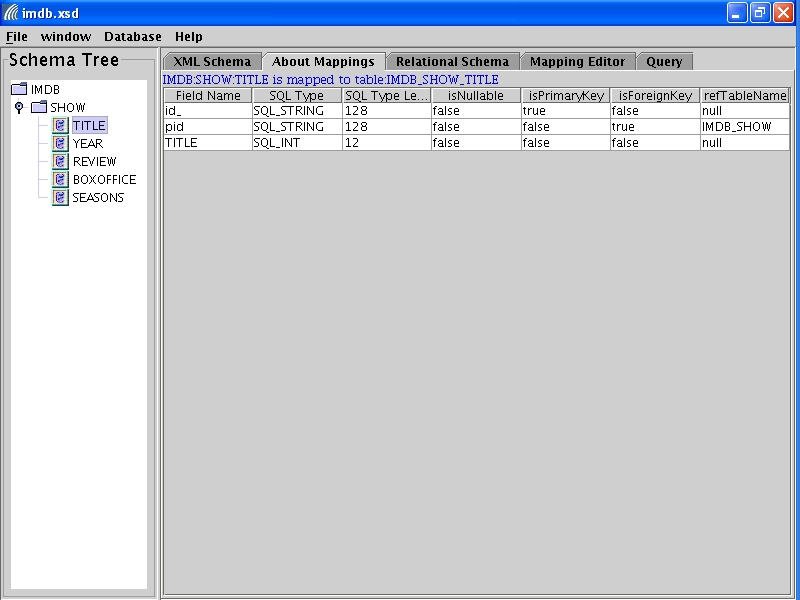 imdb.xsd
File window Database Help
Schema Tree
IMDB
SHOW
TITLE
YEAR
REVIEW
BOXOFFICE
SEASONS
XML Schema About Mappings Relational Schema Mapping Editor Query
IMDB:SHOW:TITLE is mapped to table:IMDB_SHOW_TITLE
Field Name SQL Type SQL Type Le... isNullable isPrimaryKey isForeignKey refTableName
id_ SQL_STRING 128 false true false null
pid SQL_STRING 128 false false true IMDB_SHOW
TITLE SQL_INT 12 false false false null